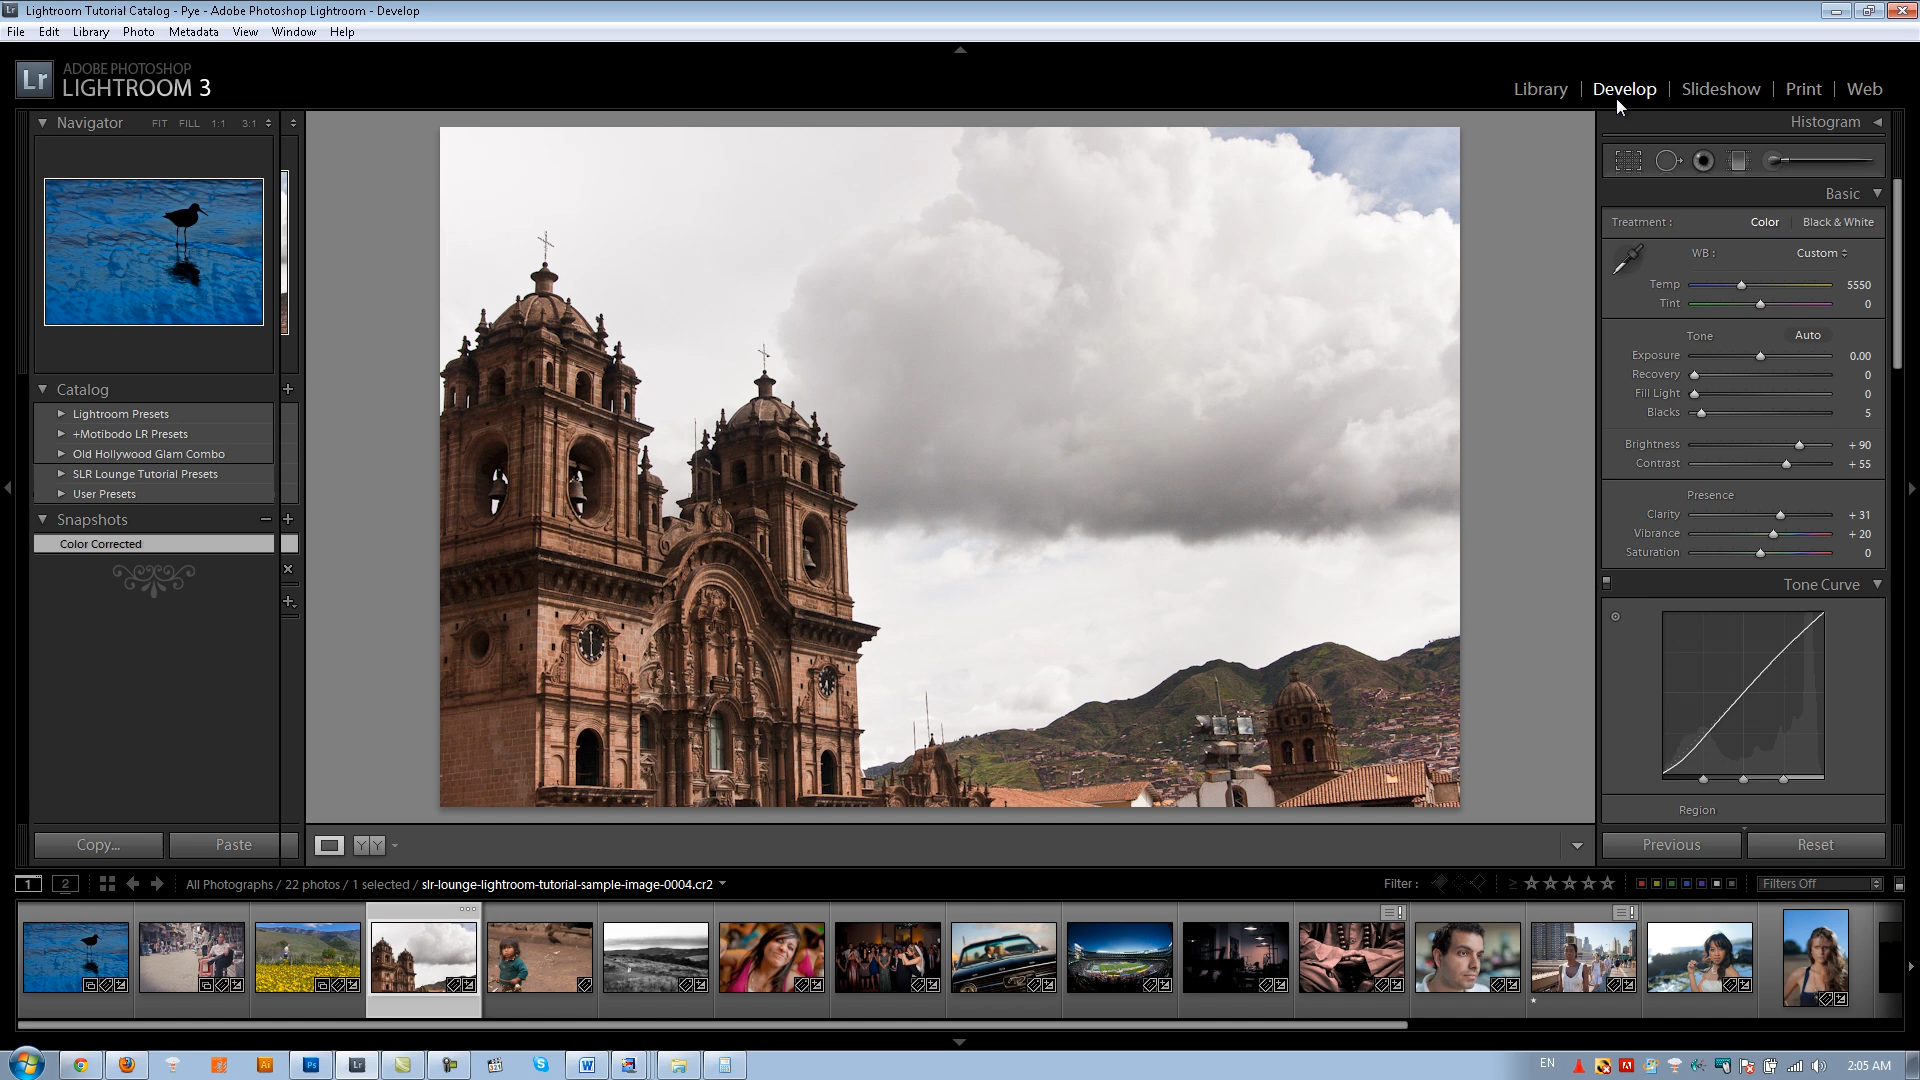 Lightroom Tutorial Catalog - Pye - Adobe Photoshop Lightroom - Develop
File Edit Library Photo Metadata View Window Help
Lr ADOBE PHOTOSHOP
LIGHTROOM 3
Library | Develop | Slideshow | Print | Web
Navigator FIT FILL 1:1 3:1
Histogram
Basic
Treatment : Color Black & White
WB : Custom
Temp 5550
Tint 0
Tone Auto
Exposure 0.00
Recovery 0
Fill Light 0
Blacks 5
Brightness + 90
Contrast + 55
Presence
Clarity + 31
Vibrance + 20
Saturation 0
Tone Curve
Region
Catalog
Lightroom Presets
+Motibodo LR Presets
Old Hollywood Glam Combo
SLR Lounge Tutorial Presets
User Presets
Snapshots
Color Corrected
Copy... Paste
Y Y
Previous Reset
1 2 All Photographs / 22 photos / 1 selected / slr-lounge-lightroom-tutorial-sample-image-0004.cr2
Filter : Filters Off
Ai Ps Lr W
EN 2:05 AM